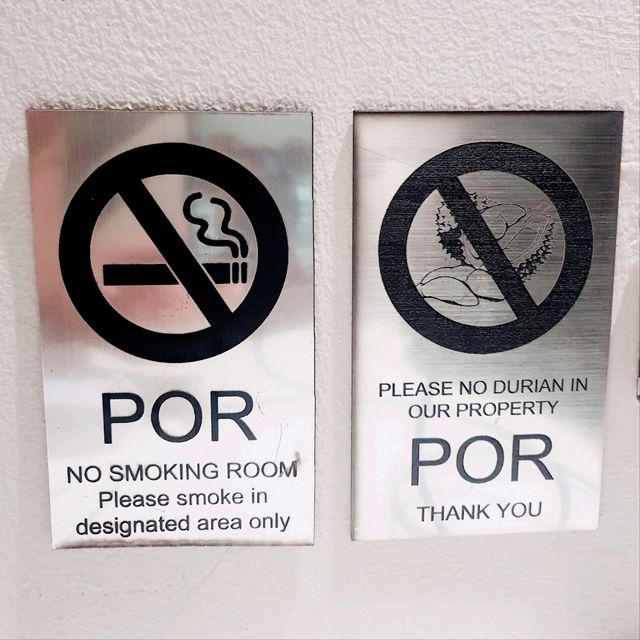 POR
NO SMOKING ROOM
Please smoke in
designated area only
PLEASE NO DURIAN IN
OUR PROPERTY
POR
THANK YOU